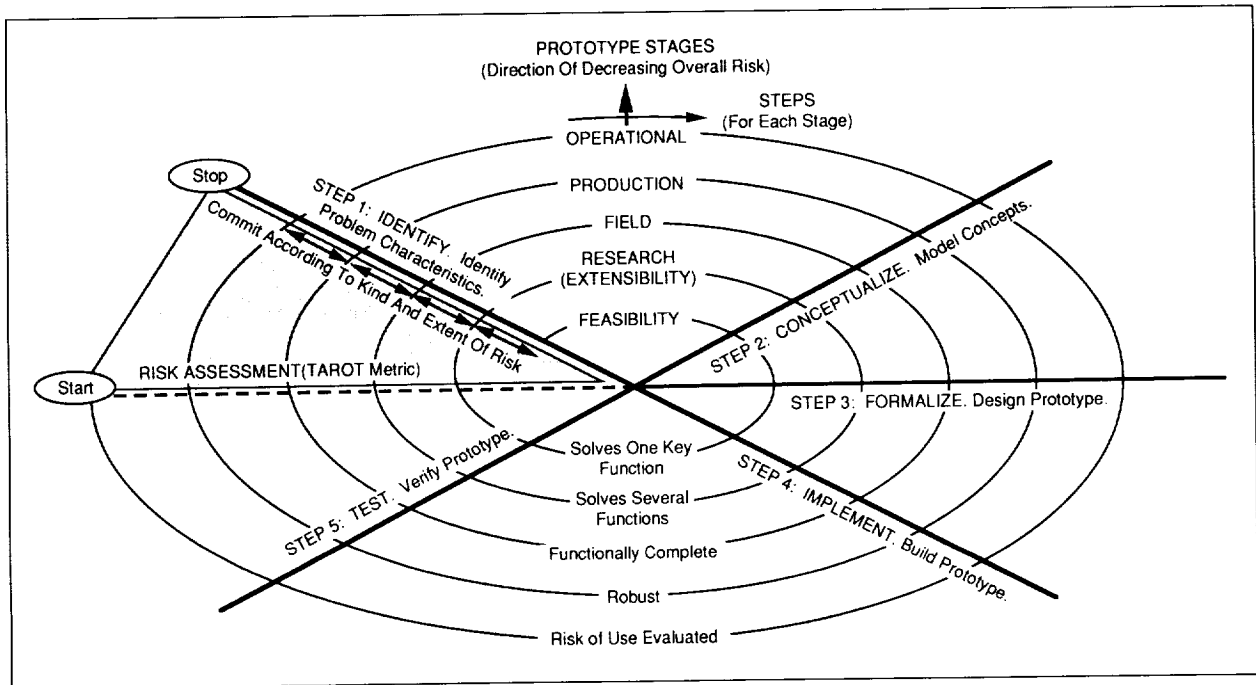 PROTOTYPE STAGES
(Direction Of Decreasing Overall Risk)
STEPS
(For Each Stage)
OPERATIONAL
PRODUCTION
FIELD
RESEARCH
(EXTENSIBILITY)
FEASIBILITY
Stop
STEP 1: IDENTIFY. Identify
Problem Characteristics.
Commit According To Kind And Extent Of Risk
RISK ASSESSMENT(TAROT Metric)
Start
STEP 2: CONCEPTUALIZE. Model Concepts.
STEP 3: FORMALIZE. Design Prototype.
STEP 4: IMPLEMENT. Build Prototype.
STEP 5: TEST. Verify Prototype.
Solves One Key
Function
Solves Several
Functions
Functionally Complete
Robust
Risk of Use Evaluated